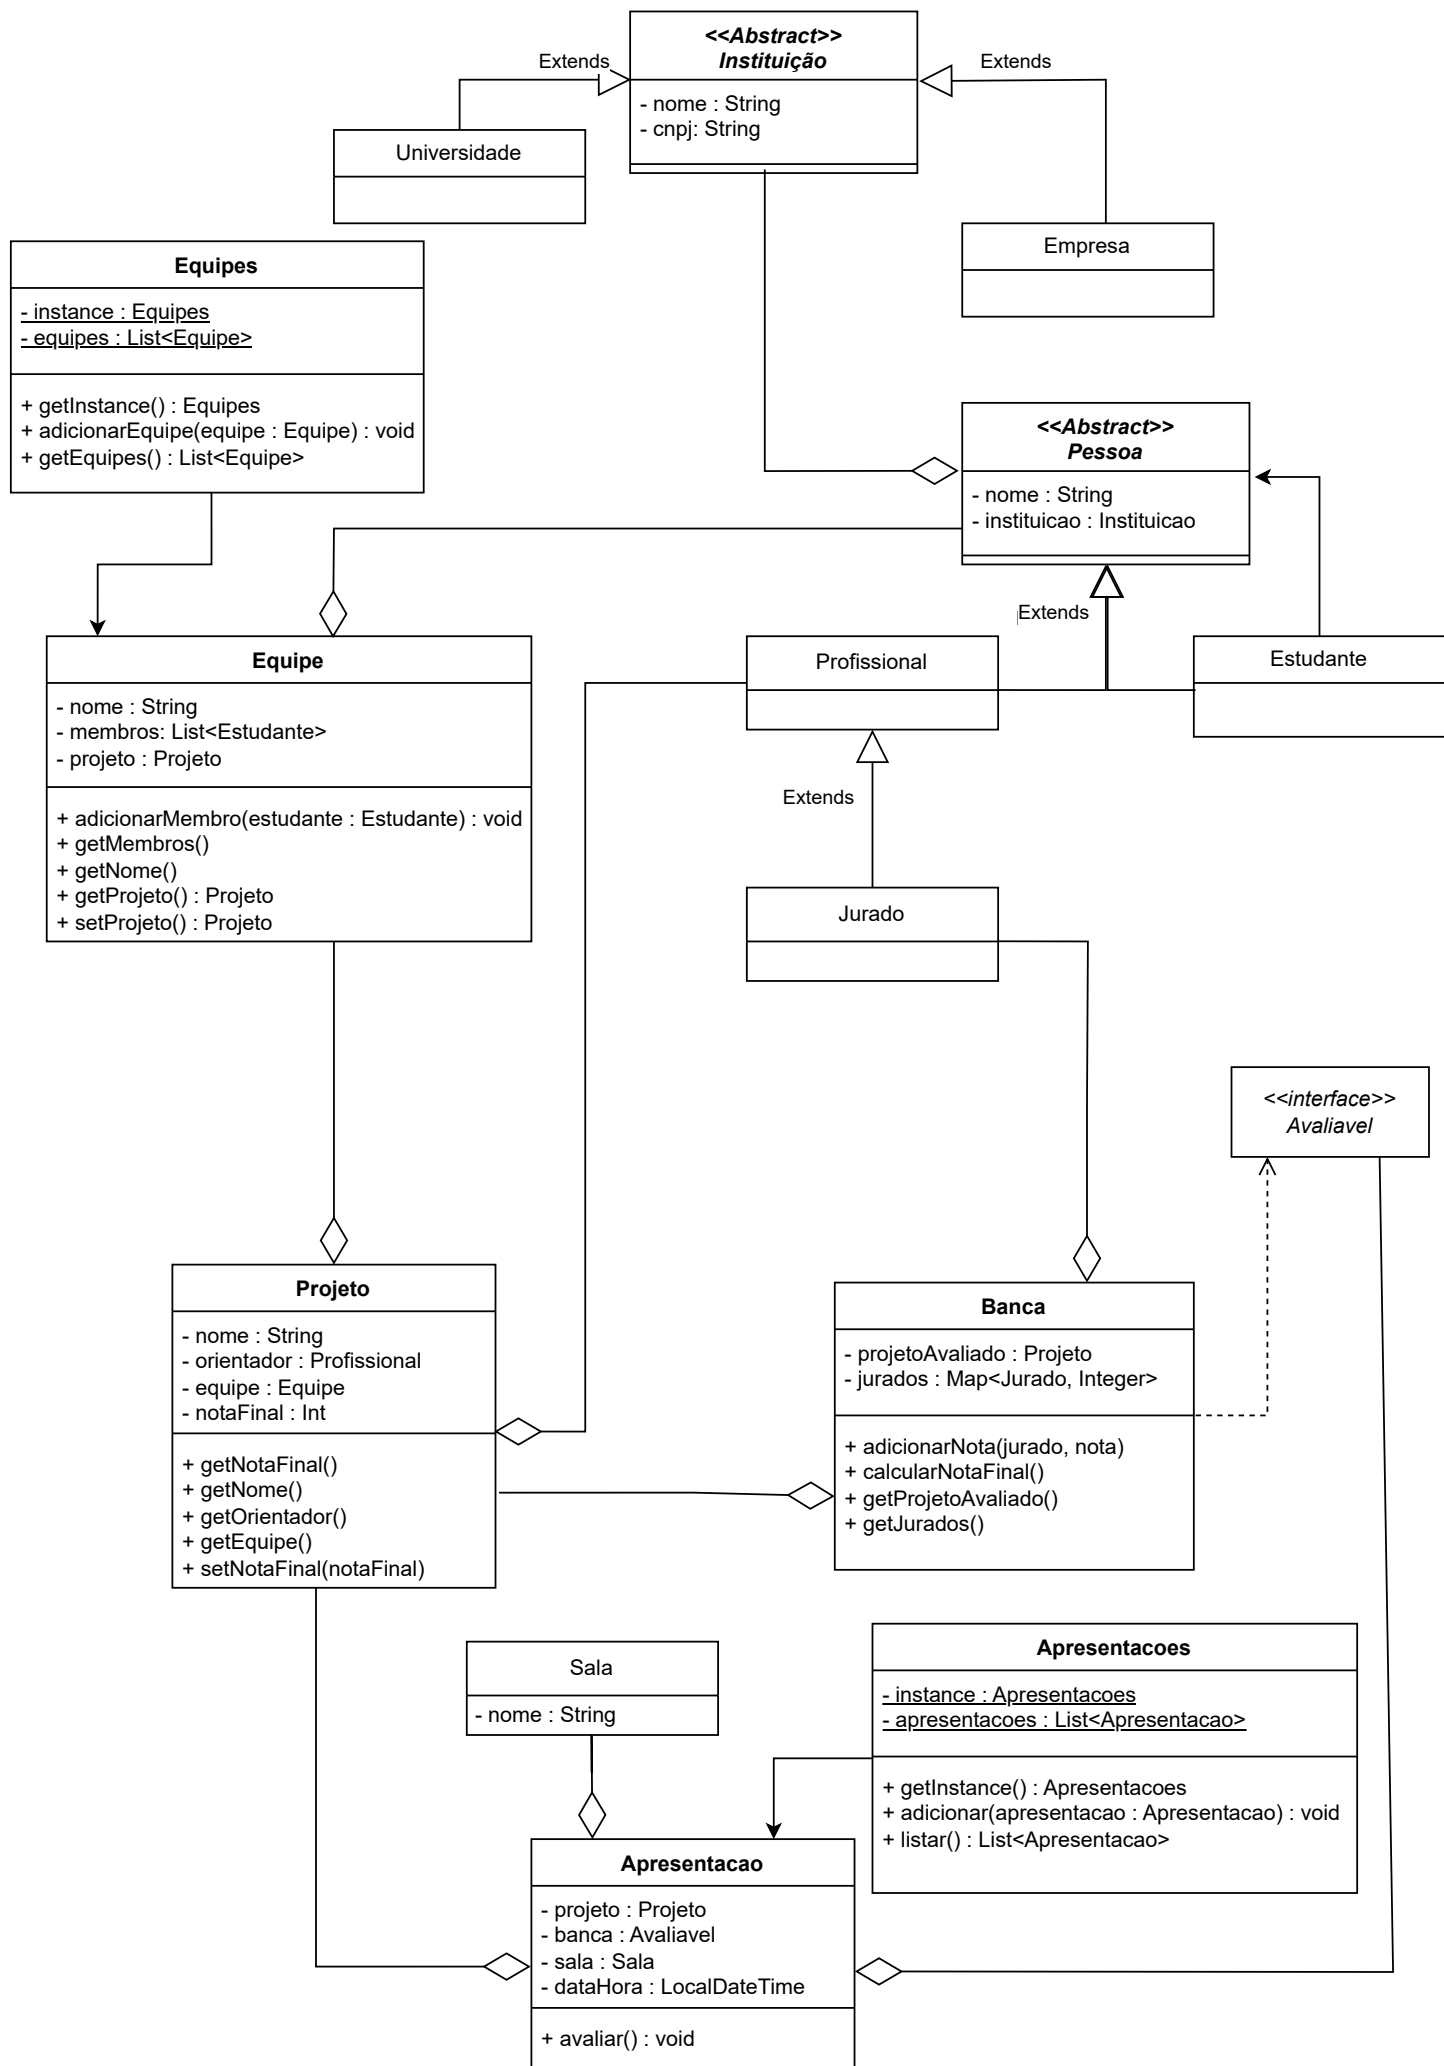 <<Abstract>>
Instituição
- nome : String
- cnpj: String
Extends
Extends
Universidade
Empresa
Equipes
- instance : Equipes
- equipes : List<Equipe>
+ getInstance() : Equipes
+ adicionarEquipe(equipe : Equipe) : void
+ getEquipes() : List<Equipe>
<<Abstract>>
Pessoa
- nome : String
- instituicao : Instituicao
Extends
Equipe
- nome : String
- membros: List<Estudante>
- projeto : Projeto
+ adicionarMembro(estudante : Estudante) : void
+ getMembros()
+ getNome()
+ getProjeto() : Projeto
+ setProjeto() : Projeto
Profissional
Estudante
Extends
Jurado
<<interface>>
Avaliavel
Projeto
- nome : String
- orientador : Profissional
- equipe : Equipe
- notaFinal : Int
+ getNotaFinal()
+ getNome()
+ getOrientador()
+ getEquipe()
+ setNotaFinal(notaFinal)
Banca
- projetoAvaliado : Projeto
- jurados : Map<Jurado, Integer>
+ adicionarNota(jurado, nota)
+ calcularNotaFinal()
+ getProjetoAvaliado()
+ getJurados()
Sala
- nome : String
Apresentacoes
- instance : Apresentacoes
- apresentacoes : List<Apresentacao>
+ getInstance() : Apresentacoes
+ adicionar(apresentacao : Apresentacao) : void
+ listar() : List<Apresentacao>
Apresentacao
- projeto : Projeto
- banca : Avaliavel
- sala : Sala
- dataHora : LocalDateTime
+ avaliar() : void